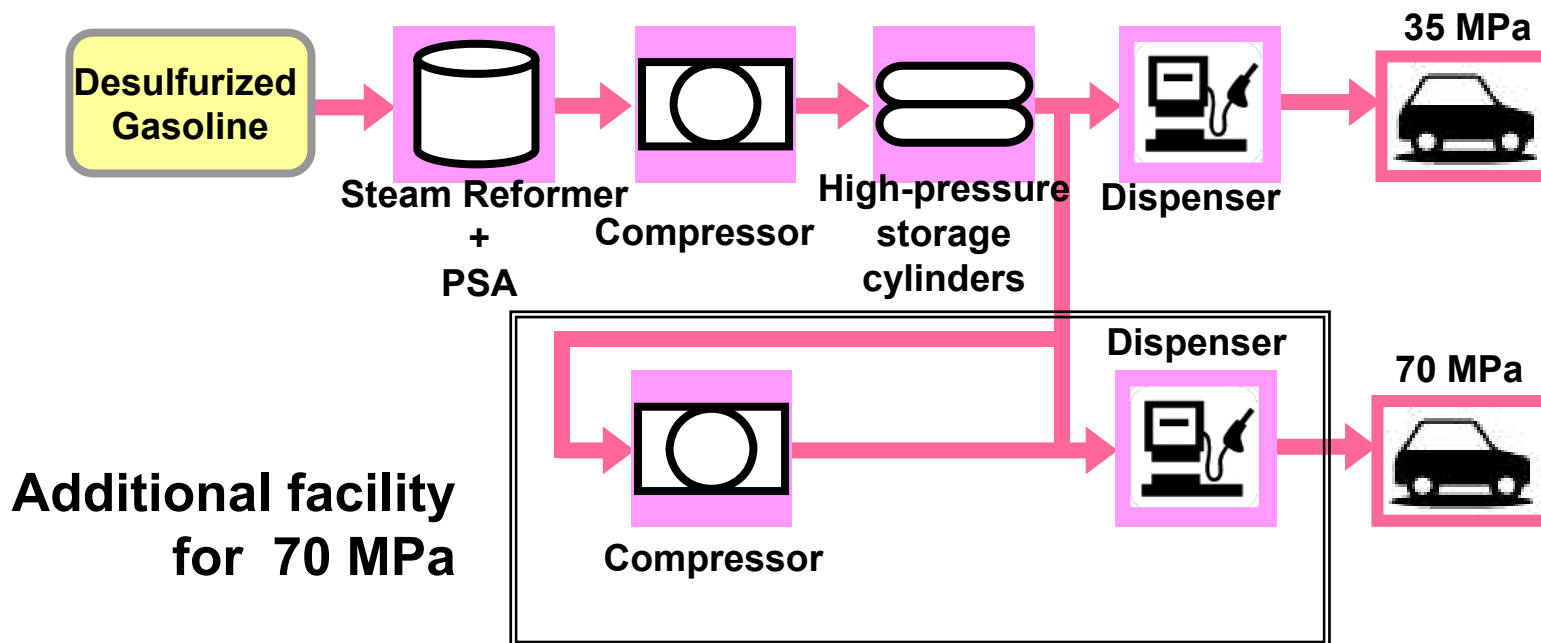 35 MPa
Desulfurized
Gasoline
Steam Reformer
+
PSA
Compressor
High-pressure
storage
cylinders
Dispenser
Dispenser
70 MPa
Additional facility
for 70 MPa
Compressor